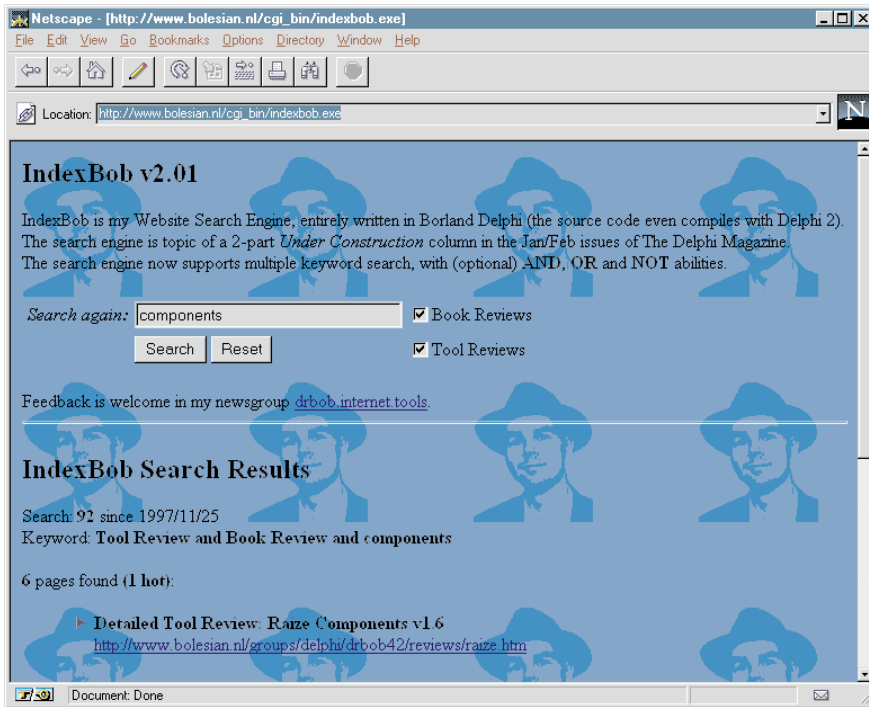 Netscape - [http://www.bolesian.nl/cgi_bin/indexbob.exe]
File Edit View Go Bookmarks Options Directory Window Help
Location: http://www.bolesian.nl/cgi_bin/indexbob.exe
N
IndexBob v2.01
IndexBob is my Website Search Engine, entirely written in Borland Delphi (the source code even compiles with Delphi 2).
The search engine is topic of a 2-part Under Construction column in the Jan/Feb issues of The Delphi Magazine.
The search engine now supports multiple keyword search, with (optional) AND, OR and NOT abilities.
Search again: components Book Reviews
Search Reset Tool Reviews
Feedback is welcome in my newsgroup drbob.internet.tools.
IndexBob Search Results
Search: 92 since 1997/11/25
Keyword: Tool Review and Book Review and components
6 pages found (1 hot):
Detailed Tool Review: Raize Components v1.6
http://www.bolesian.nl/groups/delphi/drbob42/reviews/raize.htm
Document: Done